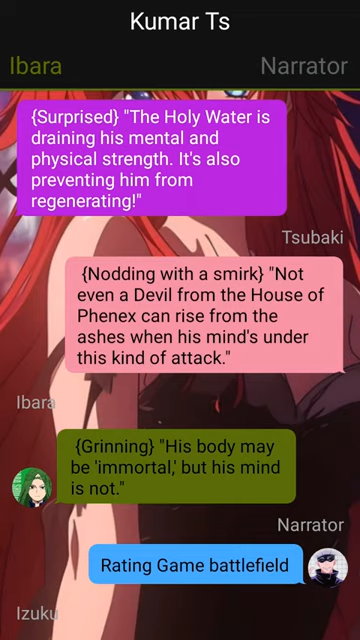 Kumar Ts
Ibara
Narrator
{Surprised} "The Holy Water is
draining his mental and
physical strength. It's also
preventing him from
regenerating!"
Tsubaki
{Nodding with a smirk} "Not
even a Devil from the House of
Phenex can rise from the
ashes when his mind's under
this kind of attack."
Ibara
{Grinning} "His body may
be 'immortal,' but his mind
is not."
Narrator
Rating Game battlefield
Izuku